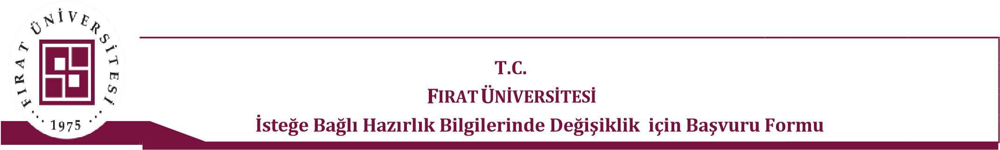 FIRAT ÜNİVERSİTESİ
1975
T.C.
FIRAT ÜNİVERSİTESİ
İsteğe Bağlı Hazırlık Bilgilerinde Değişiklik için Başvuru Formu